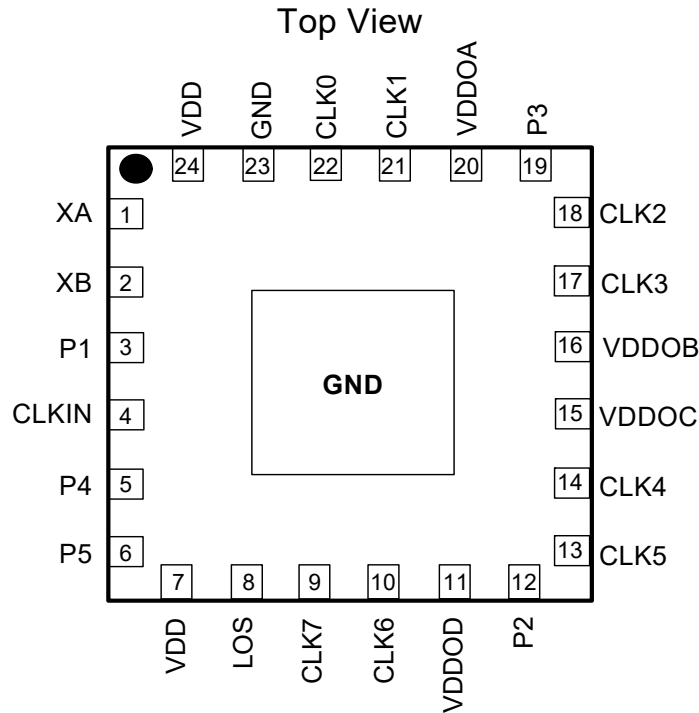 Top View
VDD GND CLK0 CLK1 VDDOA P3
24 23 22 21 20 19
XA 1 18 CLK2
XB 2 17 CLK3
P1 3 16 VDDOB
GND
CLKIN 4 15 VDDOC
P4 5 14 CLK4
P5 6 13 CLK5
7 8 9 10 11 12
VDD LOS CLK7 CLK6 VDDOD P2